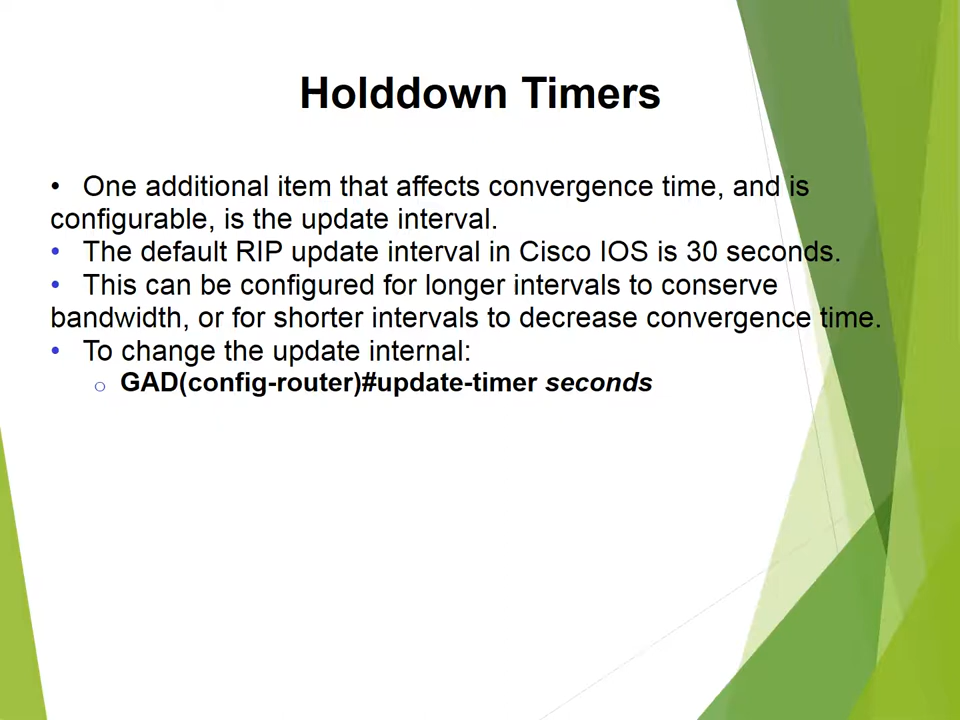 Holddown Timers
• One additional item that affects convergence time, and is
configurable, is the update interval.
• The default RIP update interval in Cisco IOS is 30 seconds.
• This can be configured for longer intervals to conserve
bandwidth, or for shorter intervals to decrease convergence time.
• To change the update internal:
○ GAD(config-router)#update-timer seconds